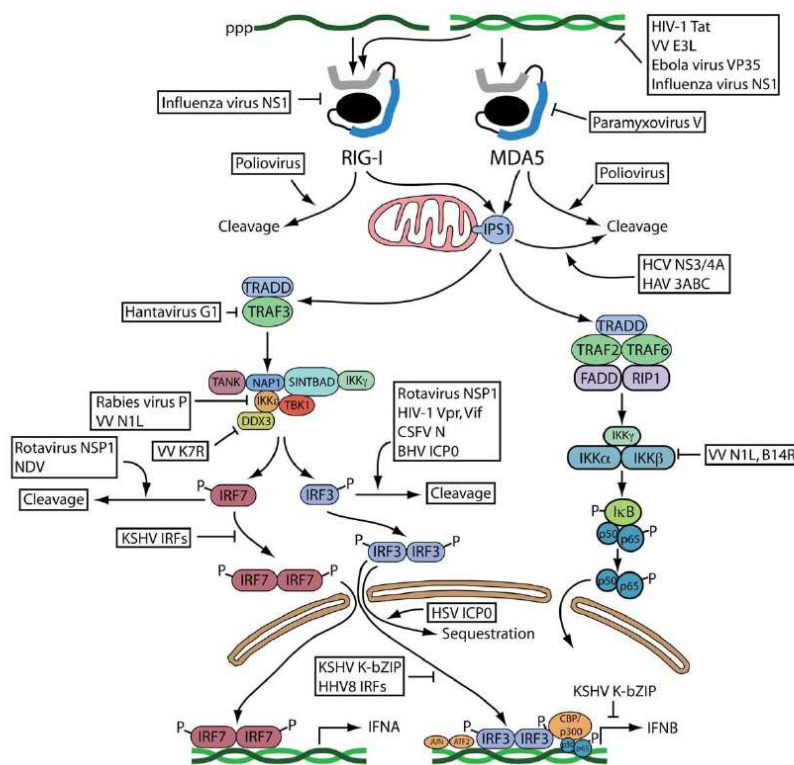 ppp
HIV-1 Tat
VV E3L
Ebola virus VP35
Influenza virus NS1
Influenza virus NS1
Paramyxovirus V
RIG-I
MDA5
Poliovirus
Poliovirus
Cleavage
IPS1
Cleavage
HCV NS3/4A
HAV 3ABC
TRADD
Hantavirus G1
TRAF3
TRADD
TRAF2
TRAF6
FADD
RIP1
TANK
NAP1
SINTBAD
IKKγ
Rabies virus P
VV N1L
IKKε
TBK1
DDX3
VV K7R
Rotavirus NSP1
HIV-1 Vpr, Vif
CSFV N
BHV ICP0
IKKγ
IKKα
IKKβ
VV N1L, B14R
Rotavirus NSP1
NDV
Cleavage
IRF7
P
IRF3
P
Cleavage
P
IκB
p50
p65
P
KSHV IRFs
P
IRF7
IRF7
P
P
IRF3
IRF3
P
p50
p65
P
HSV ICP0
Sequestration
KSHV K-bZIP
HHV8 IRFs
KSHV K-bZIP
P
IRF7
IRF7
P
IFNA
JUN
ATF2
P
IRF3
IRF3
P
CBP/
p300
p50
p65
IFNB